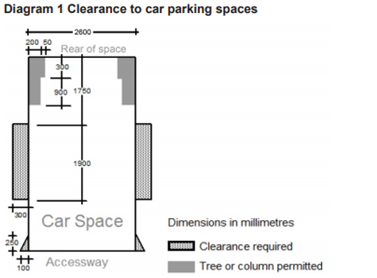 Diagram 1 Clearance to car parking spaces
2600
200 50
Rear of space
300
1750
900
1900
300
Car Space
Dimensions in millimetres
250
Clearance required
Accessway
100
Tree or column permitted